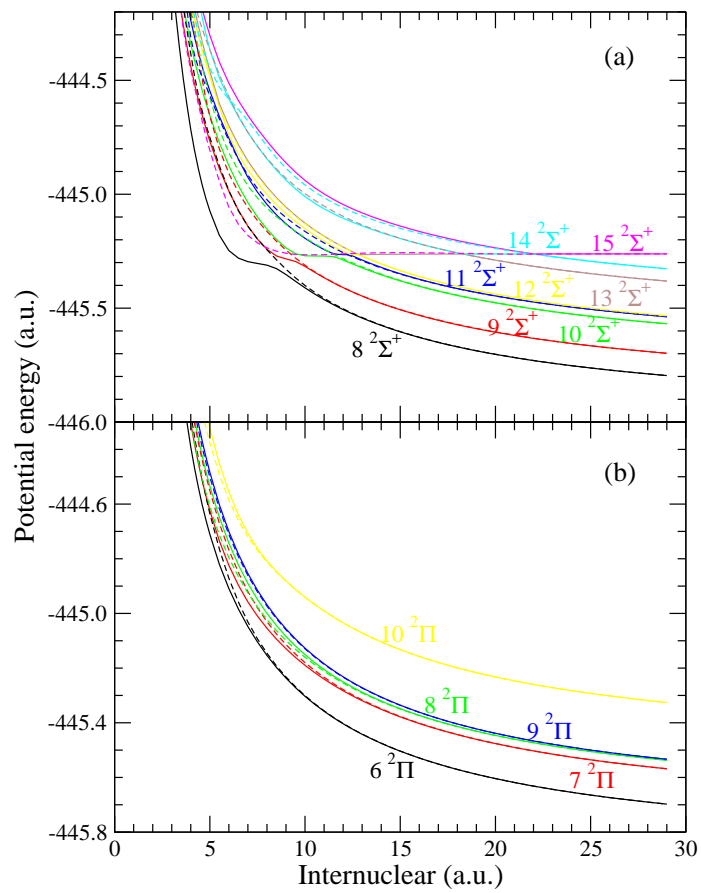 (a)
-444.5
-445.0
-445.5
-446.0
14 ²Σ⁺
15 ²Σ⁺
11 ²Σ⁺
12 ²Σ⁺
13 ²Σ⁺
9 ²Σ⁺
10 ²Σ⁺
8 ²Σ⁺
Potential energy (a.u.)
(b)
-444.6
-445.0
-445.4
-445.8
10 ²Π
8 ²Π
9 ²Π
6 ²Π
7 ²Π
0 5 10 15 20 25 30
Internuclear (a.u.)